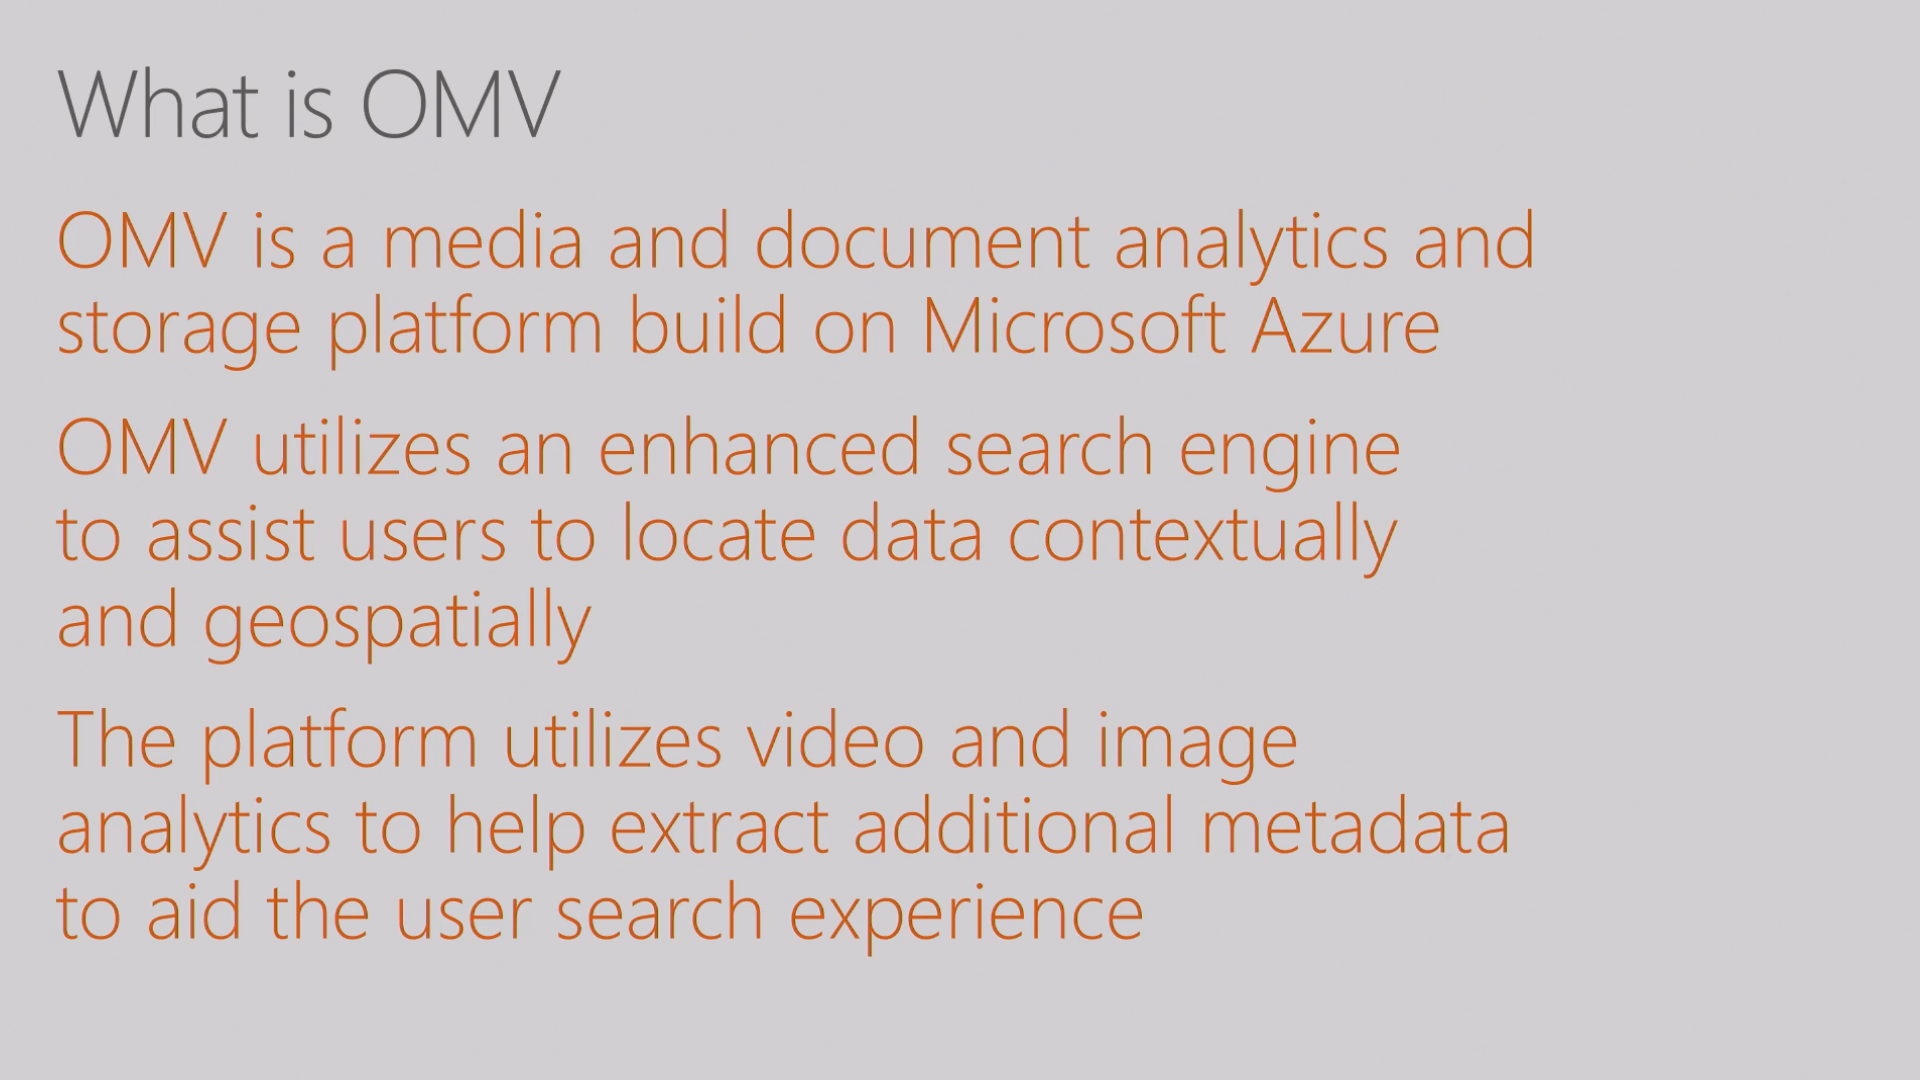 What is OMV
OMV is a media and document analytics and
storage platform build on Microsoft Azure
OMV utilizes an enhanced search engine
to assist users to locate data contextually
and geospatially
The platform utilizes video and image
analytics to help extract additional metadata
to aid the user search experience